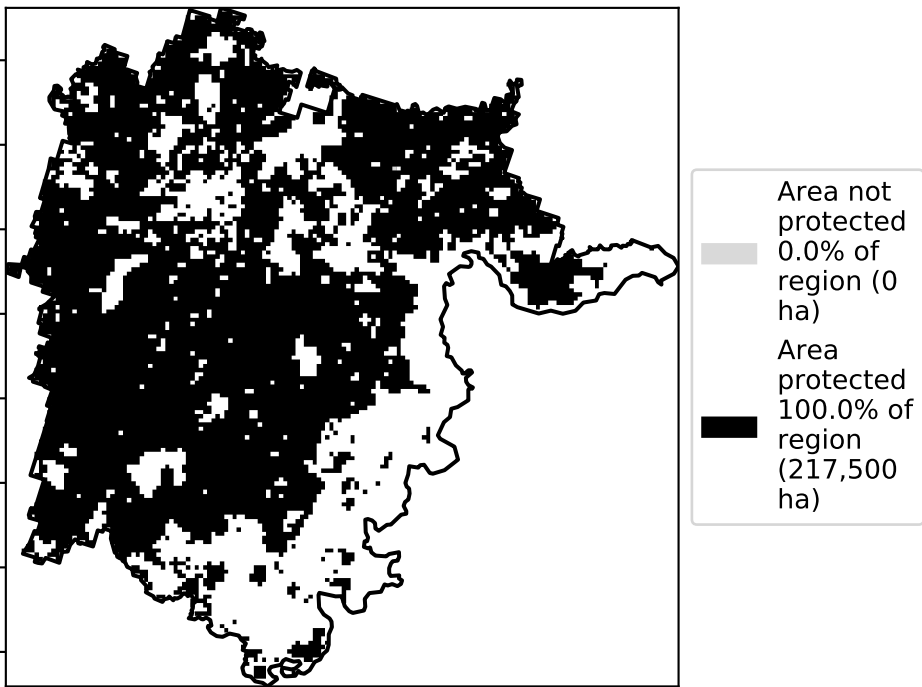 Area not
protected
0.0% of
region (0
ha)
Area
protected
100.0% of
region
(217,500
ha)